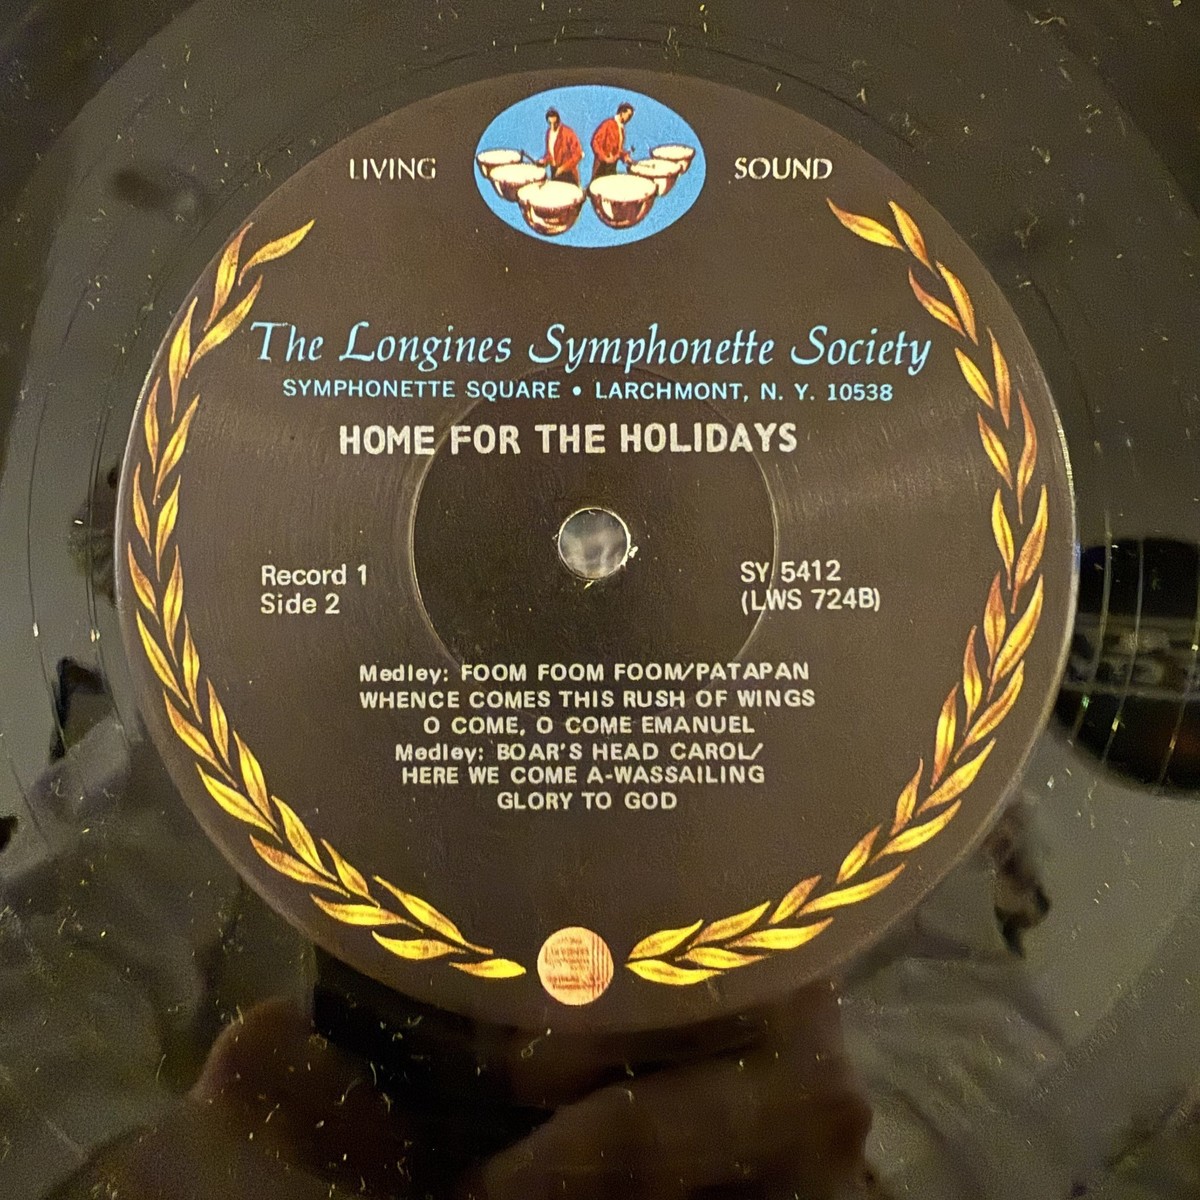 LIVING SOUND
The Longines Symphonette Society
SYMPHONETTE SQUARE • LARCHMONT, N. Y. 10538
HOME FOR THE HOLIDAYS
Record 1
Side 2
SY 5412
(LWS 724B)
Medley: FOOM FOOM FOOM/PATAPAN
WHENCE COMES THIS RUSH OF WINGS
O COME, O COME EMANUEL
Medley: BOAR'S HEAD CAROL/
HERE WE COME A-WASSAILING
GLORY TO GOD